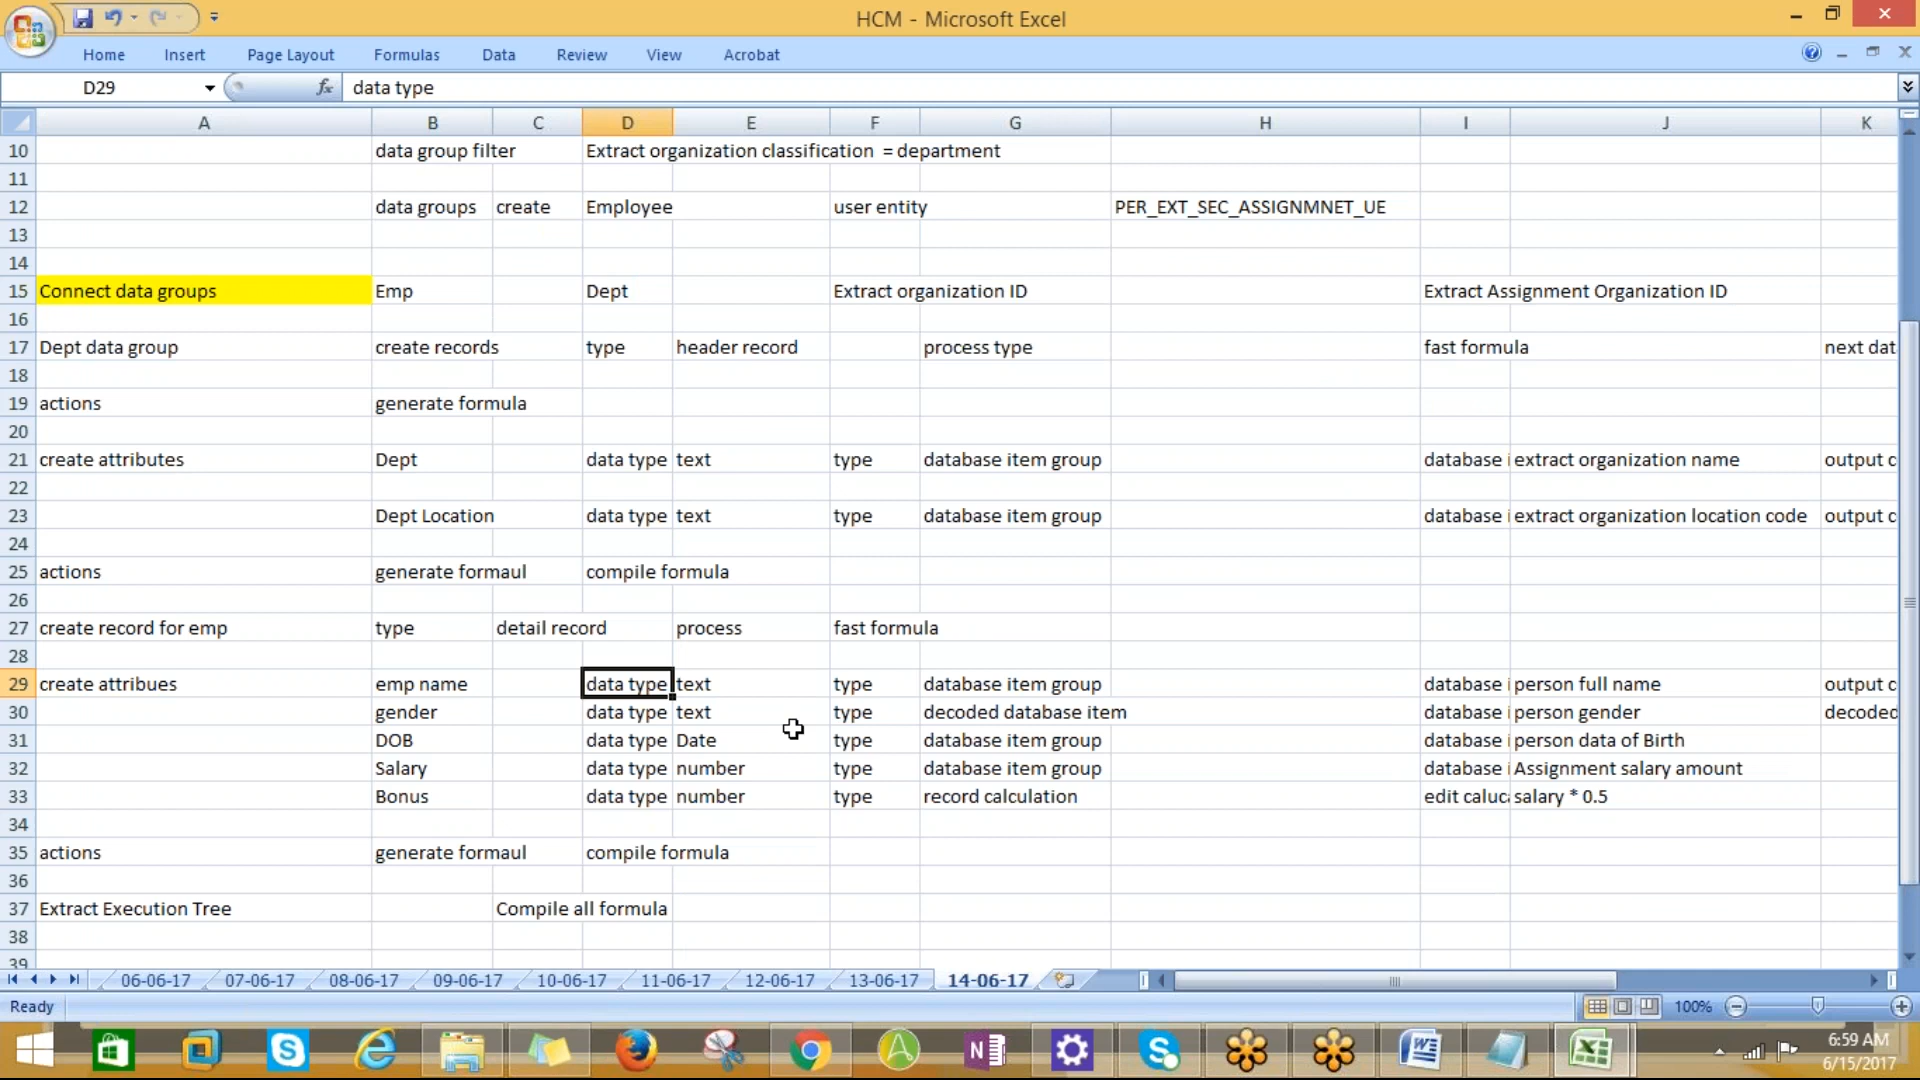 HCM - Microsoft Excel
Home Insert Page Layout Formulas Data Review View Acrobat
D29 fx data type
A B C D E F G H I J K
10 data group filter Extract organization classification = department
11
12 data groups create Employee user entity PER_EXT_SEC_ASSIGNMNET_UE
13
14
15 Connect data groups Emp Dept Extract organization ID Extract Assignment Organization ID
16
17 Dept data group create records type header record process type fast formula next dat
18
19 actions generate formula
20
21 create attributes Dept data type text type database item group database i extract organization name output c
22
23 Dept Location data type text type database item group database i extract organization location code output c
24
25 actions generate formaul compile formula
26
27 create record for emp type detail record process fast formula
28
29 create attribues emp name data type text type database item group database i person full name output c
30 gender data type text type decoded database item database i person gender decoded
31 DOB data type Date type database item group database i person data of Birth
32 Salary data type number type database item group database i Assignment salary amount
33 Bonus data type number type record calculation edit caluca salary * 0.5
34
35 actions generate formaul compile formula
36
37 Extract Execution Tree Compile all formula
38
39
06-06-17 07-06-17 08-06-17 09-06-17 10-06-17 11-06-17 12-06-17 13-06-17 14-06-17
Ready 100%
6:59 AM
6/15/2017